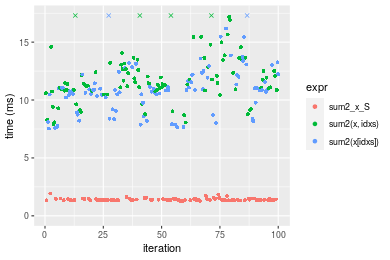 time (ms)
15
10
5
0
0
25
50
75
100
iteration
expr
sum2_x_S
sum2(x, idxs)
sum2(x[idxs])